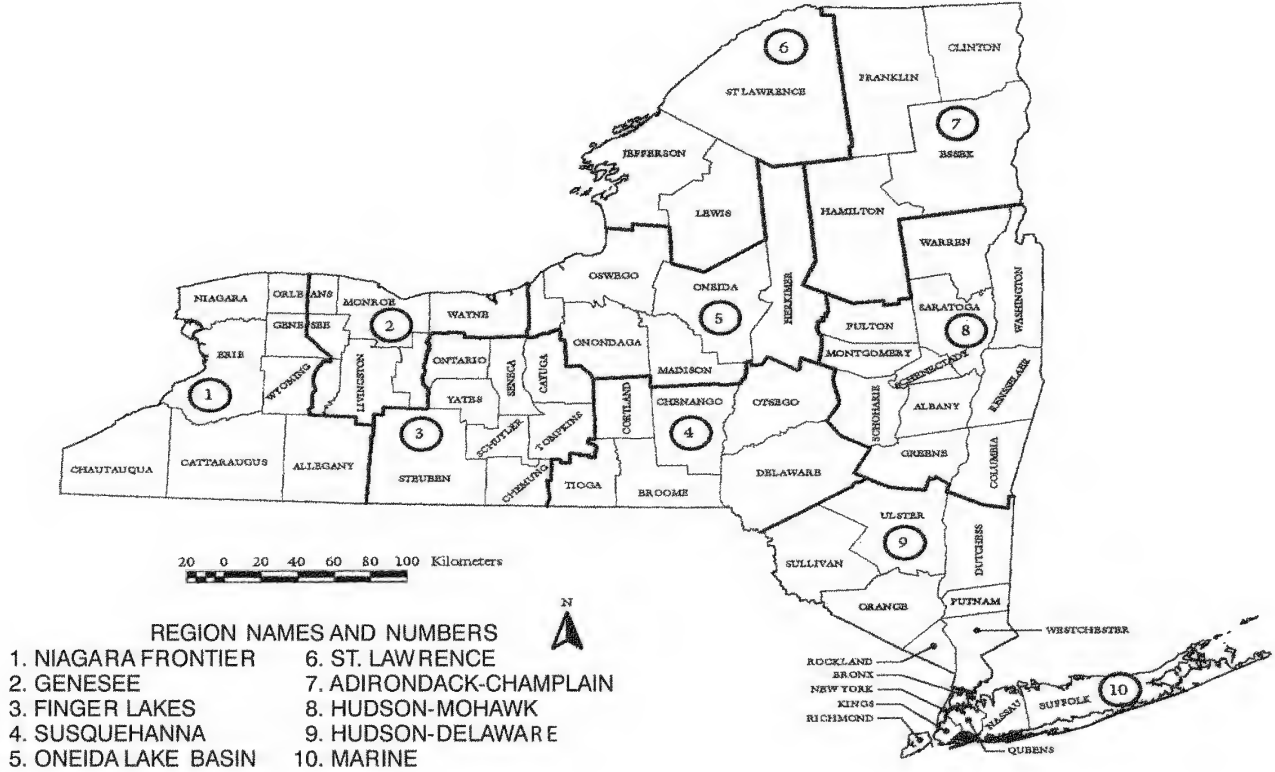 CLINTON
6
FRANKLIN
ST LAWRENCE
7
ESSEX
JEFFERSON
LEWIS
HAMILTON
WARREN
OSWEGO
ONEIDA
HERKIMER
WASHINGTON
NIAGARA
ORLEANS
MONROE
WAYNE
SARATOGA
GENESEE
2
5
FULTON
8
ERIE
ONTARIO
SENECA
CAYUGA
ONONDAGA
MADISON
MONTGOMERY
SCHENECTADY
WYOMING
LIVINGSTON
YATES
CORTLAND
CHENANGO
OTSEGO
SCHOHARIE
ALBANY
RENSSELAER
1
3
SCHUYLER
TOMPKINS
4
GREENE
COLUMBIA
CHAUTAUQUA
CATTARAUGUS
ALLEGANY
STEUBEN
CHEMUNG
TIOGA
BROOME
DELAWARE
ULSTER
9
DUTCHESS
SULLIVAN
20 0 20 40 60 80 100 Kilometers
ORANGE
PUTNAM
N
WESTCHESTER
ROCKLAND
BRONX
NEW YORK
KINGS
RICHMOND
NASSAU
SUFFOLK
10
QUEENS
REGION NAMES AND NUMBERS
1. NIAGARA FRONTIER
2. GENESEE
3. FINGER LAKES
4. SUSQUEHANNA
5. ONEIDA LAKE BASIN
6. ST. LAWRENCE
7. ADIRONDACK-CHAMPLAIN
8. HUDSON-MOHAWK
9. HUDSON-DELAWARE
10. MARINE